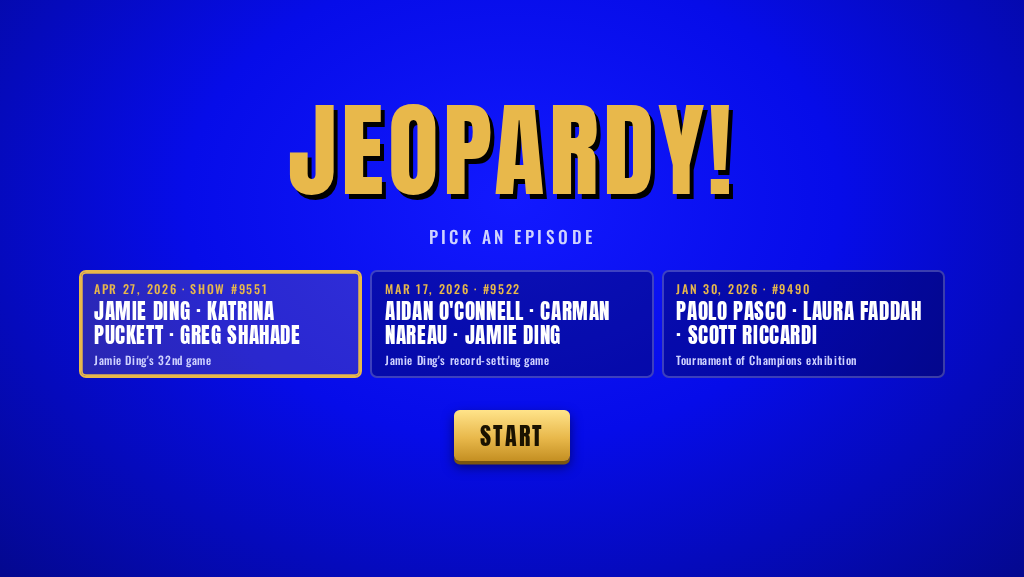 JEOPARDY!
PICK AN EPISODE
APR 27, 2026 · SHOW #9551
JAMIE DING · KATRINA
PUCKETT · GREG SHAHADE
Jamie Ding's 32nd game
MAR 17, 2026 · #9522
AIDAN O'CONNELL · CARMAN
NAREAU · JAMIE DING
Jamie Ding's record-setting game
JAN 30, 2026 · #9490
PAOLO PASCO · LAURA FADDAH
· SCOTT RICCARDI
Tournament of Champions exhibition
START